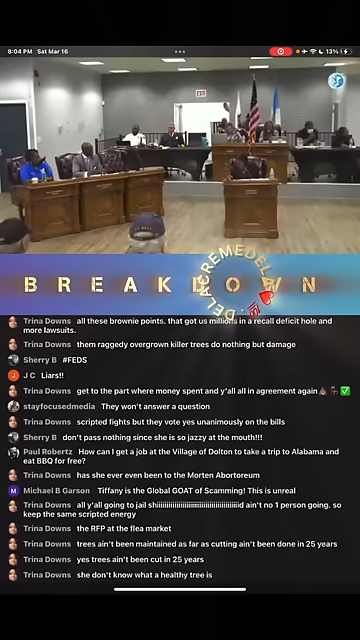 8:04 PM Sat Mar 16
13%
BREAKDOWN
DELACREMEDELA
Trina Downs all these brownie points. that got us millions in a recall deficit hole and
more lawsuits.
Trina Downs them raggedy overgrown killer trees do nothing but damage
Sherry B #FEDS
J C Liars!!
Trina Downs get to the part where money spent and y'all all in agreement again💩🪑✅
stayfocusedmedia They won't answer a question
Trina Downs scripted fights but they vote yes unanimously on the bills
Sherry B don't pass nothing since she is so jazzy at the mouth!!!
Paul Robertz How can I get a job at the Village of Dolton to take a trip to Alabama and
eat BBQ for free?
Trina Downs has she ever even been to the Morten Abortoreum
M Michael B Garson Tiffany is the Global GOAT of Scamming! This is unreal
Trina Downs all y'all going to jail shiiiiiiiiiiiiiiiiiiiiiiiiiiiiiiiiiiiiiiid ain't no 1 person going. so
keep the same scripted energy
Trina Downs the RFP at the flea market
Trina Downs trees ain't been maintained as far as cutting ain't been done in 25 years
Trina Downs yes trees ain't been cut in 25 years
Trina Downs she don't know what a healthy tree is